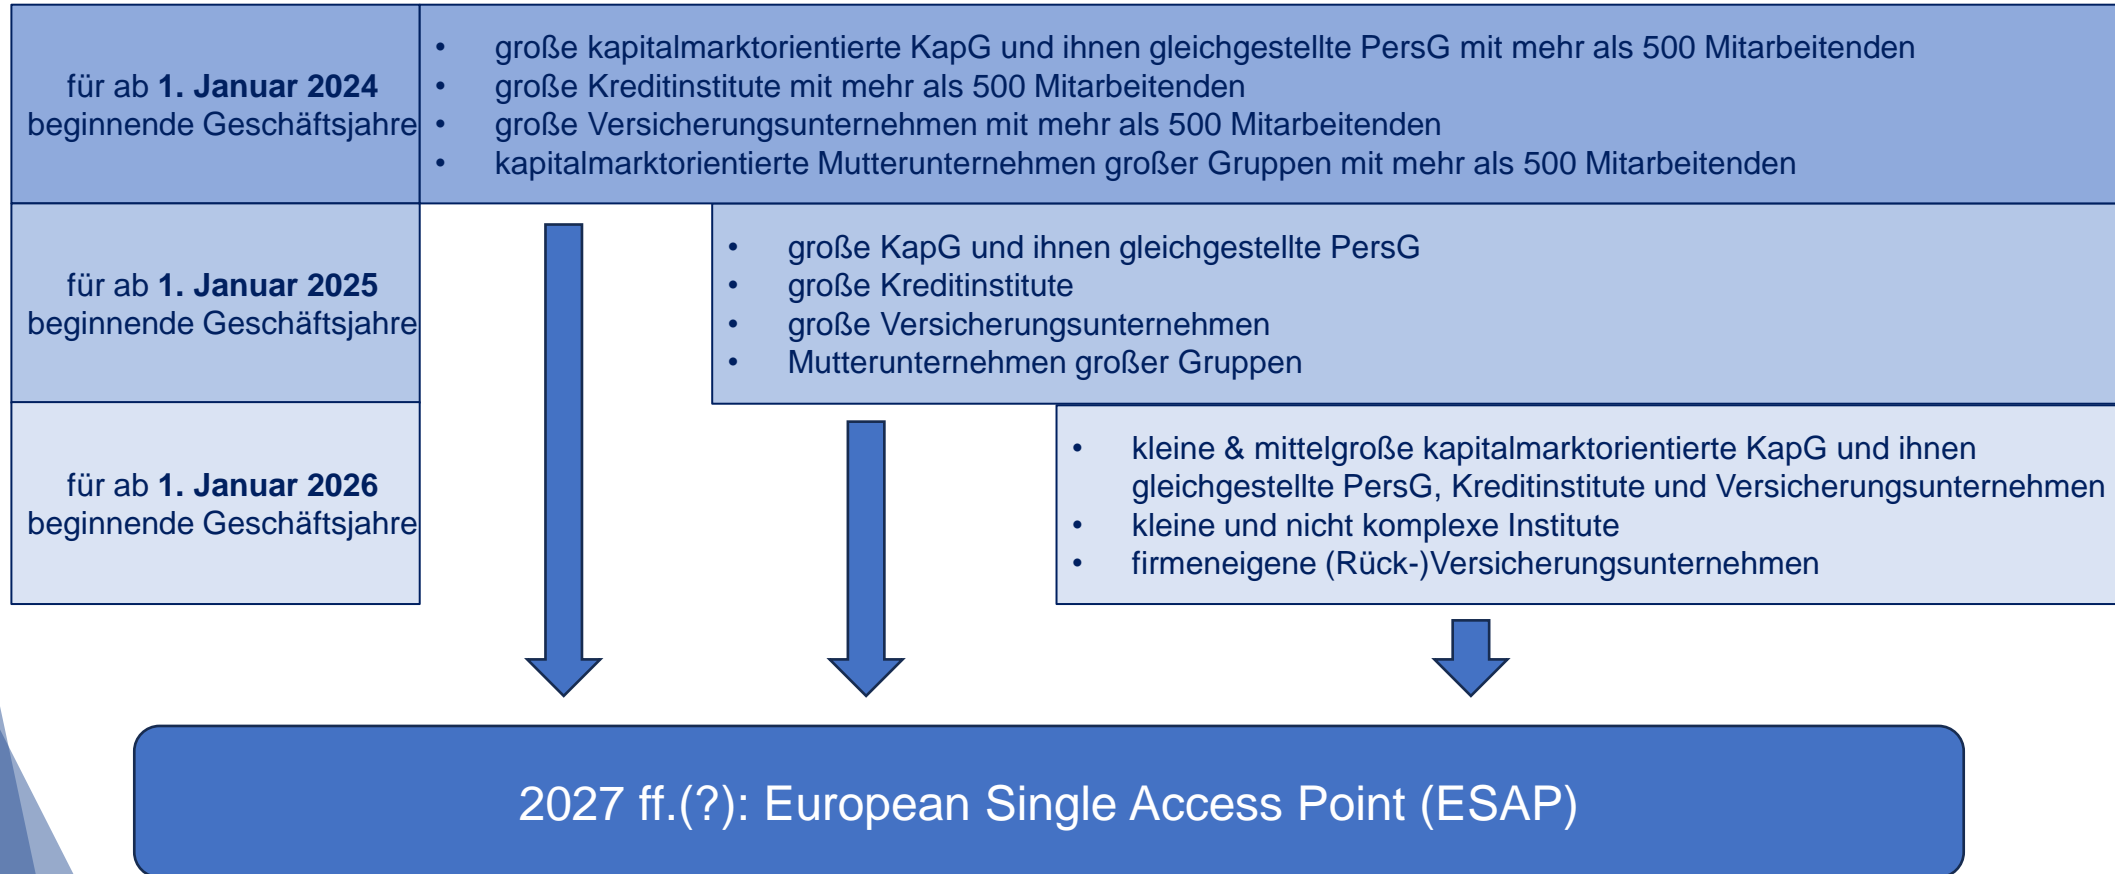 für ab 1. Januar 2024
beginnende Geschäftsjahre
• große kapitalmarktorientierte KapG und ihnen gleichgestellte PersG mit mehr als 500 Mitarbeitenden
• große Kreditinstitute mit mehr als 500 Mitarbeitenden
• große Versicherungsunternehmen mit mehr als 500 Mitarbeitenden
• kapitalmarktorientierte Mutterunternehmen großer Gruppen mit mehr als 500 Mitarbeitenden
für ab 1. Januar 2025
beginnende Geschäftsjahre
• große KapG und ihnen gleichgestellte PersG
• große Kreditinstitute
• große Versicherungsunternehmen
• Mutterunternehmen großer Gruppen
für ab 1. Januar 2026
beginnende Geschäftsjahre
• kleine & mittelgroße kapitalmarktorientierte KapG und ihnen
gleichgestellte PersG, Kreditinstitute und Versicherungsunternehmen
• kleine und nicht komplexe Institute
• firmeneigene (Rück-)Versicherungsunternehmen
2027 ff.(?): European Single Access Point (ESAP)